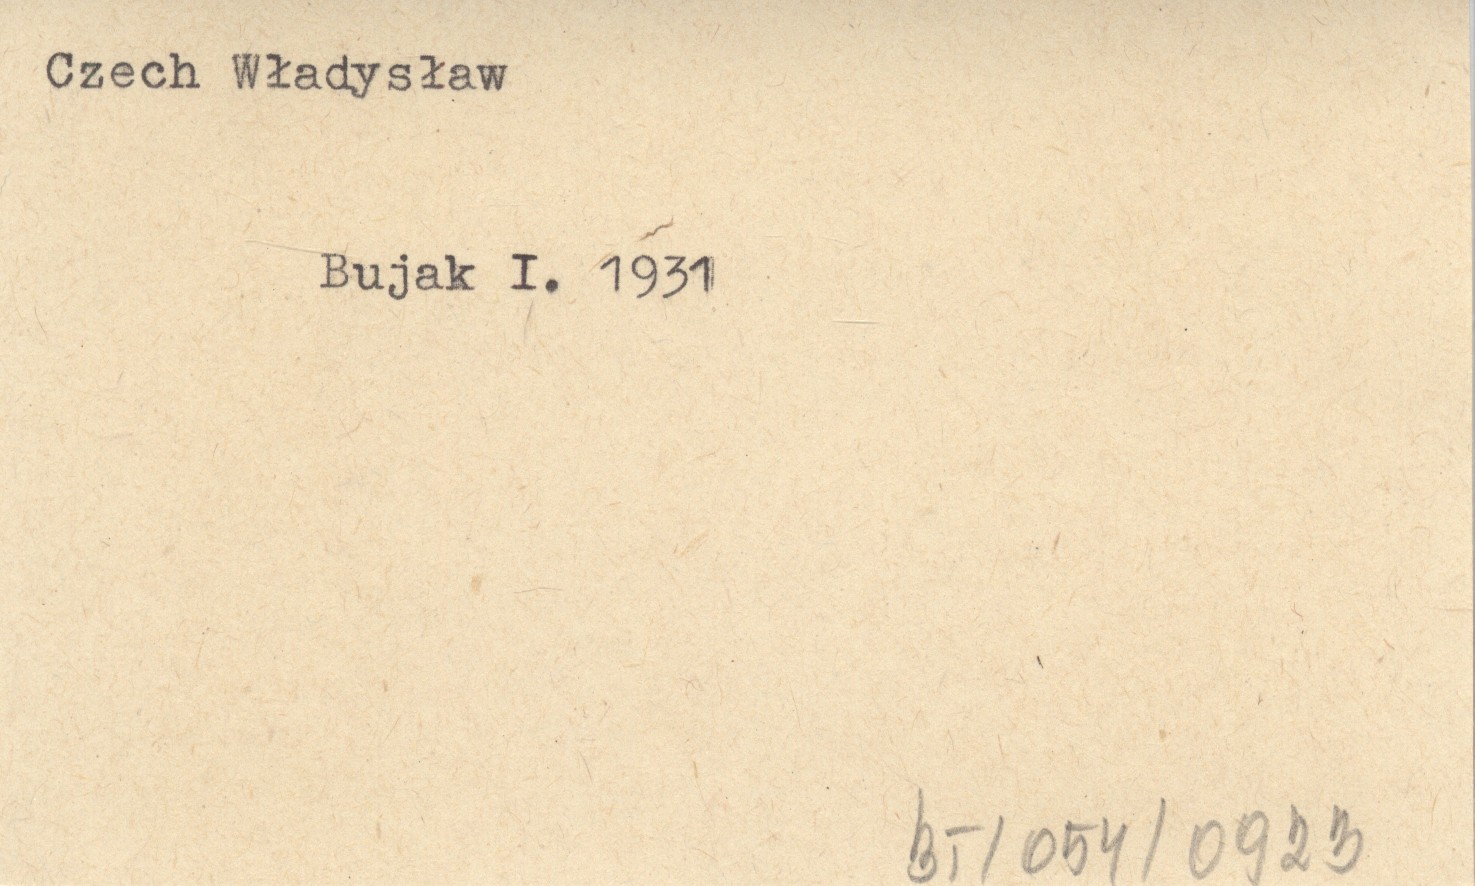 Czech Władysław
Bujak I. 1931
BT/054/0923